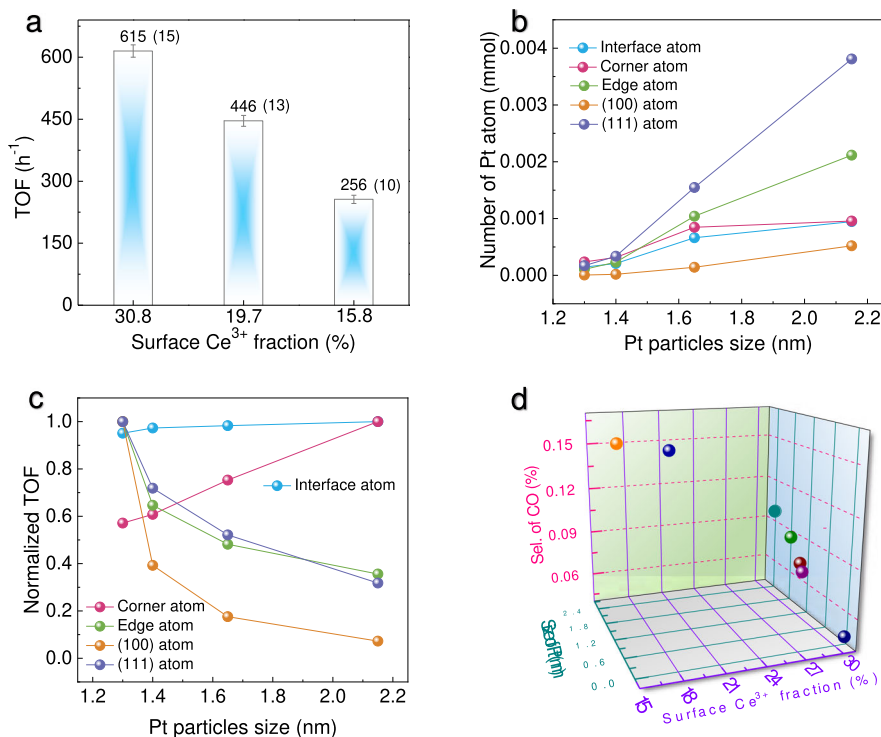 a
615 (15)
446 (13)
256 (10)
600
450
300
150
0
TOF (h⁻¹)
30.8 19.7 15.8
Surface Ce³⁺ fraction (%)
b
Interface atom
Corner atom
Edge atom
(100) atom
(111) atom
0.004
0.003
0.002
0.001
0.000
Number of Pt atom (mmol)
1.2 1.4 1.6 1.8 2.0 2.2
Pt particles size (nm)
c
Interface atom
Corner atom
Edge atom
(100) atom
(111) atom
1.0
0.8
0.6
0.4
0.2
0.0
Normalized TOF
1.2 1.4 1.6 1.8 2.0 2.2
Pt particles size (nm)
d
0.15
0.12
0.09
0.06
Sel. of CO (%)
2.4
1.8
1.2
0.6
0.0
15 18 21 24 27 30
Surface Ce³⁺ fraction (%)